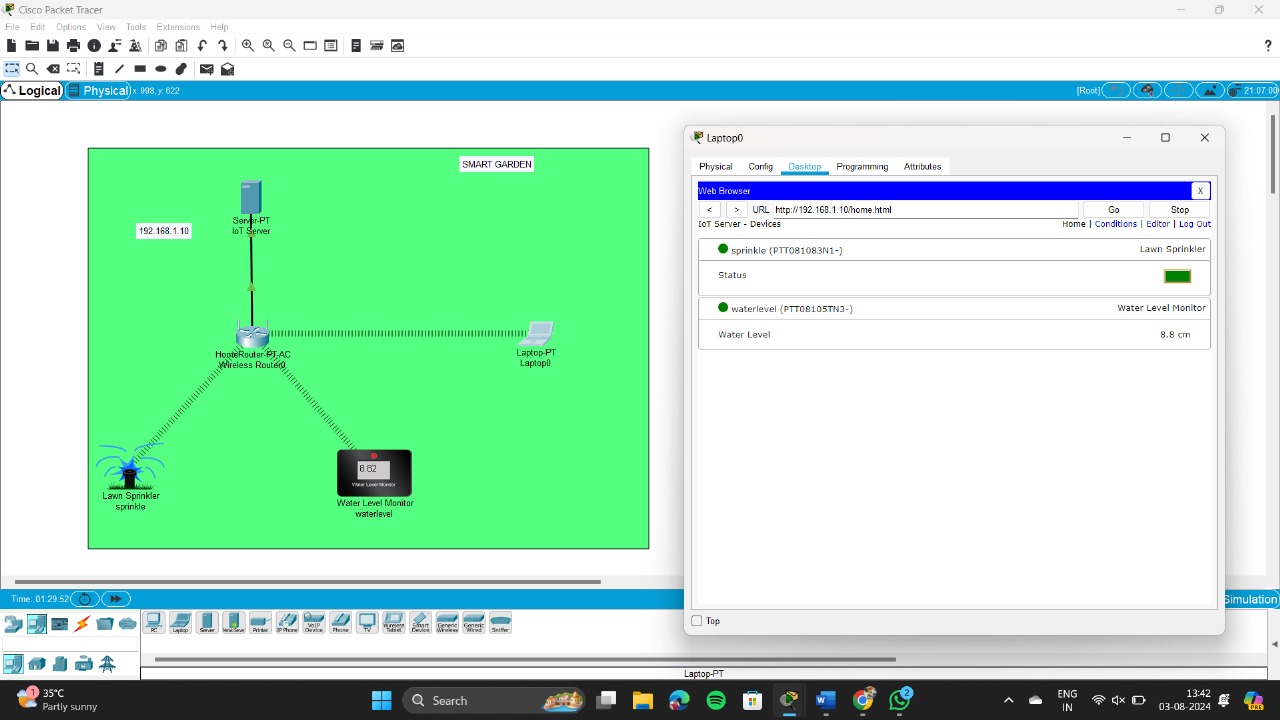 Cisco Packet Tracer
File Edit Options View Tools Extensions Help
?
Logical Physical x: 998, y: 622 [Root] 21:07:00
SMART GARDEN
Server-PT
IoT Server
192.168.1.10
HomeRouter-PT-AC
Wireless Router0
Laptop-PT
Laptop0
Lawn Sprinkler
sprinkle
Water Level Monitor
Water Level Monitor
waterlevel
Laptop0
Physical Config Desktop Programming Attributes
Web Browser X
< > URL http://192.168.1.10/home.html Go Stop
IoT Server - Devices Home | Conditions | Editor | Log Out
sprinkle (PTT081083N1-) Lawn Sprinkler
Status
waterlevel (PTT08105TN3-) Water Level Monitor
Water Level 8.8 cm
Top
Time: 01:29:52 Simulation
PC Laptop Server Printer IP Phone VoIP Device Phone TV Wireless Tablet Smart Device Generic Wireless Generic Wired Sniffer
Laptop-PT
1 35°C
Partly sunny
Search
2
ENG
IN
13:42
03-08-2024
PRE